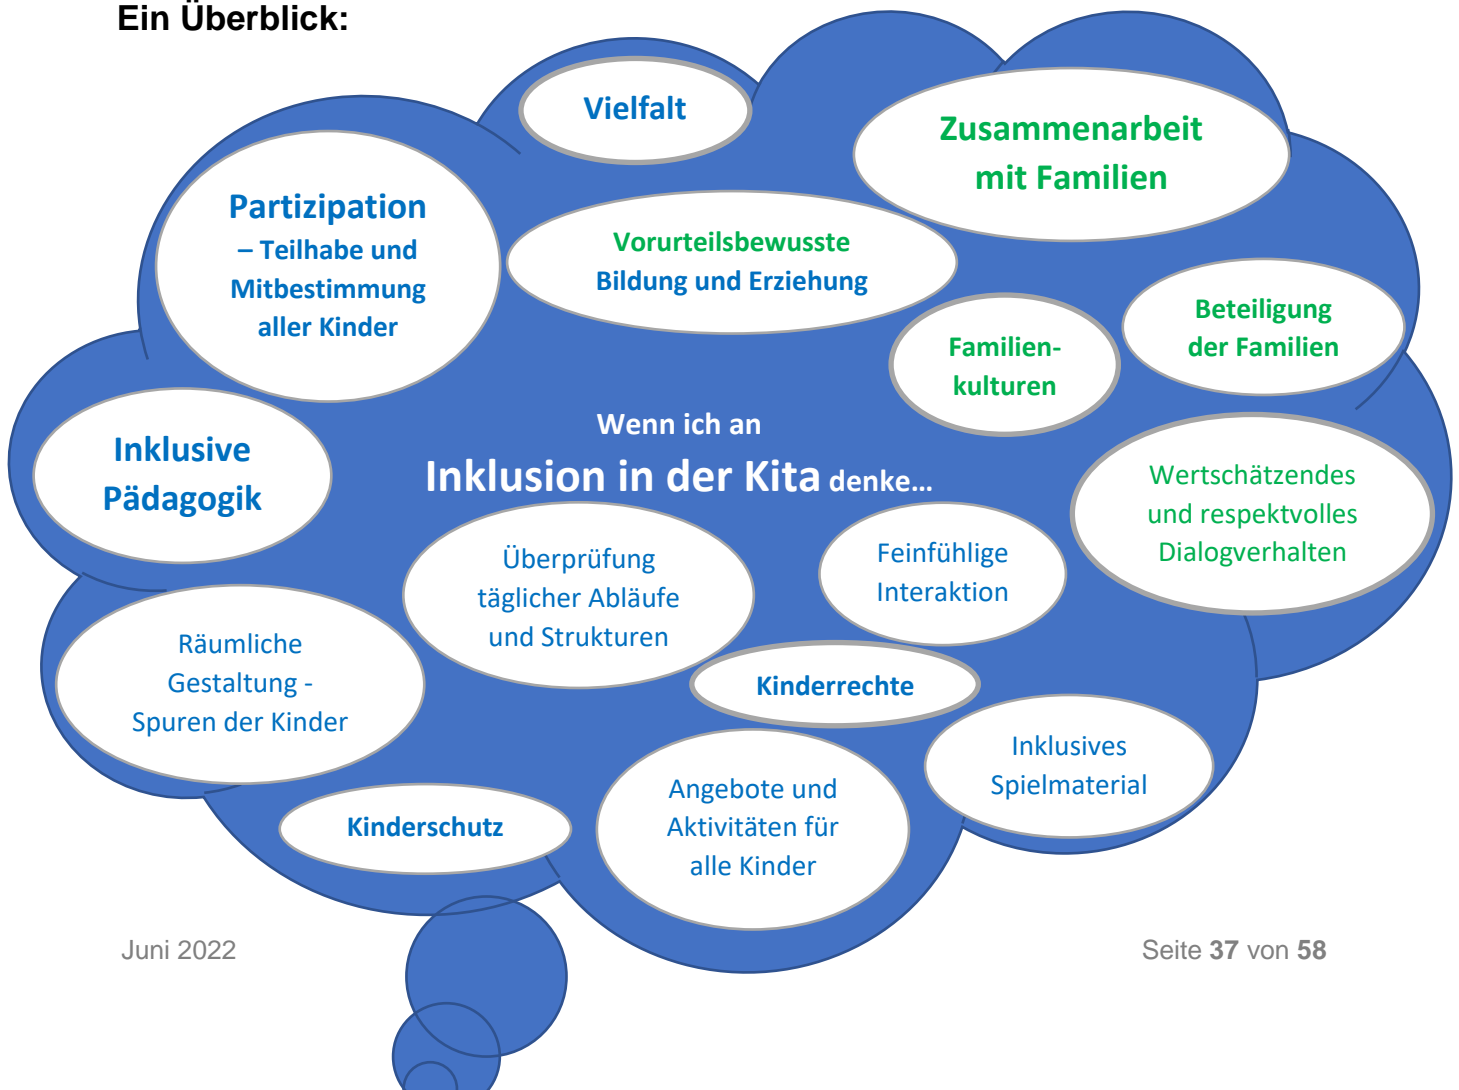 Ein Überblick:
Vielfalt
Zusammenarbeit
mit Familien
Partizipation
– Teilhabe und
Mitbestimmung
aller Kinder
Vorurteilsbewusste
Bildung und Erziehung
Familien-
kulturen
Beteiligung
der Familien
Wenn ich an
Inklusion in der Kita denke...
Inklusive
Pädagogik
Wertschätzendes
und respektvolles
Dialogverhalten
Überprüfung
täglicher Abläufe
und Strukturen
Feinfühlige
Interaktion
Räumliche
Gestaltung -
Spuren der Kinder
Kinderrechte
Inklusives
Spielmaterial
Kinderschutz
Angebote und
Aktivitäten für
alle Kinder
Juni 2022
Seite 37 von 58